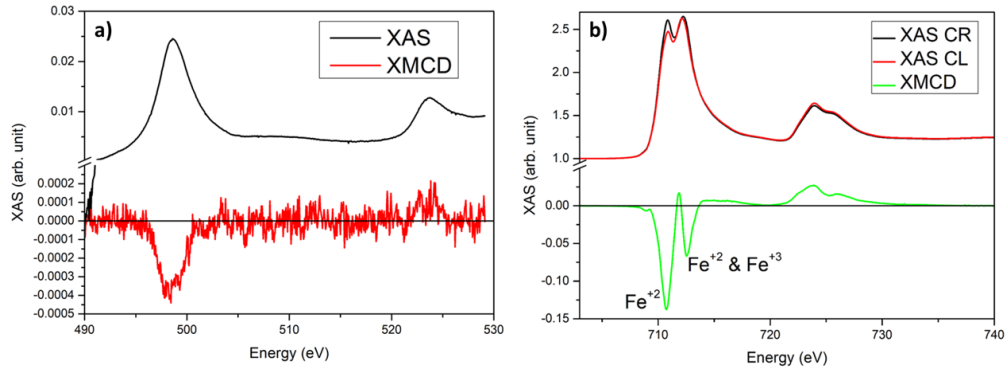 a)
XAS
XMCD
0.03
0.01
0.0002
0.0001
0.0000
-0.0001
-0.0002
-0.0003
-0.0004
-0.0005
490
500
510
520
530
XAS (arb. unit)
Energy (eV)
b)
XAS CR
XAS CL
XMCD
2.5
2.0
1.5
1.0
0.00
-0.05
-0.10
-0.15
710
720
730
740
XAS (arb. unit)
Energy (eV)
Fe+2
Fe+2 & Fe+3